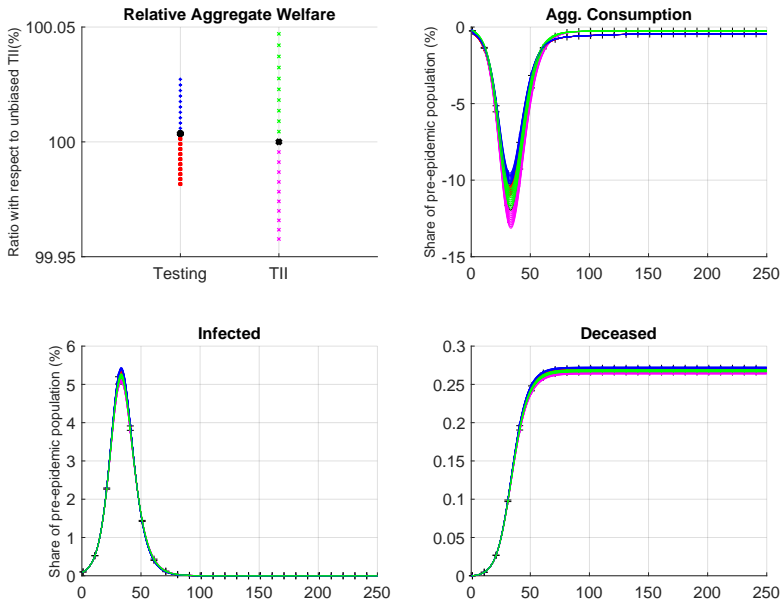 Relative Aggregate Welfare
Ratio with respect to unbiased TII(%)
100.05
100
99.95
Testing TII
Agg. Consumption
Share of pre-epidemic population (%)
0
-5
-10
-15
0 50 100 150 200 250
Infected
Share of pre-epidemic population (%)
6
5
4
3
2
1
0
0 50 100 150 200 250
Deceased
0.3
0.25
0.2
0.15
0.1
0.05
0
0 50 100 150 200 250